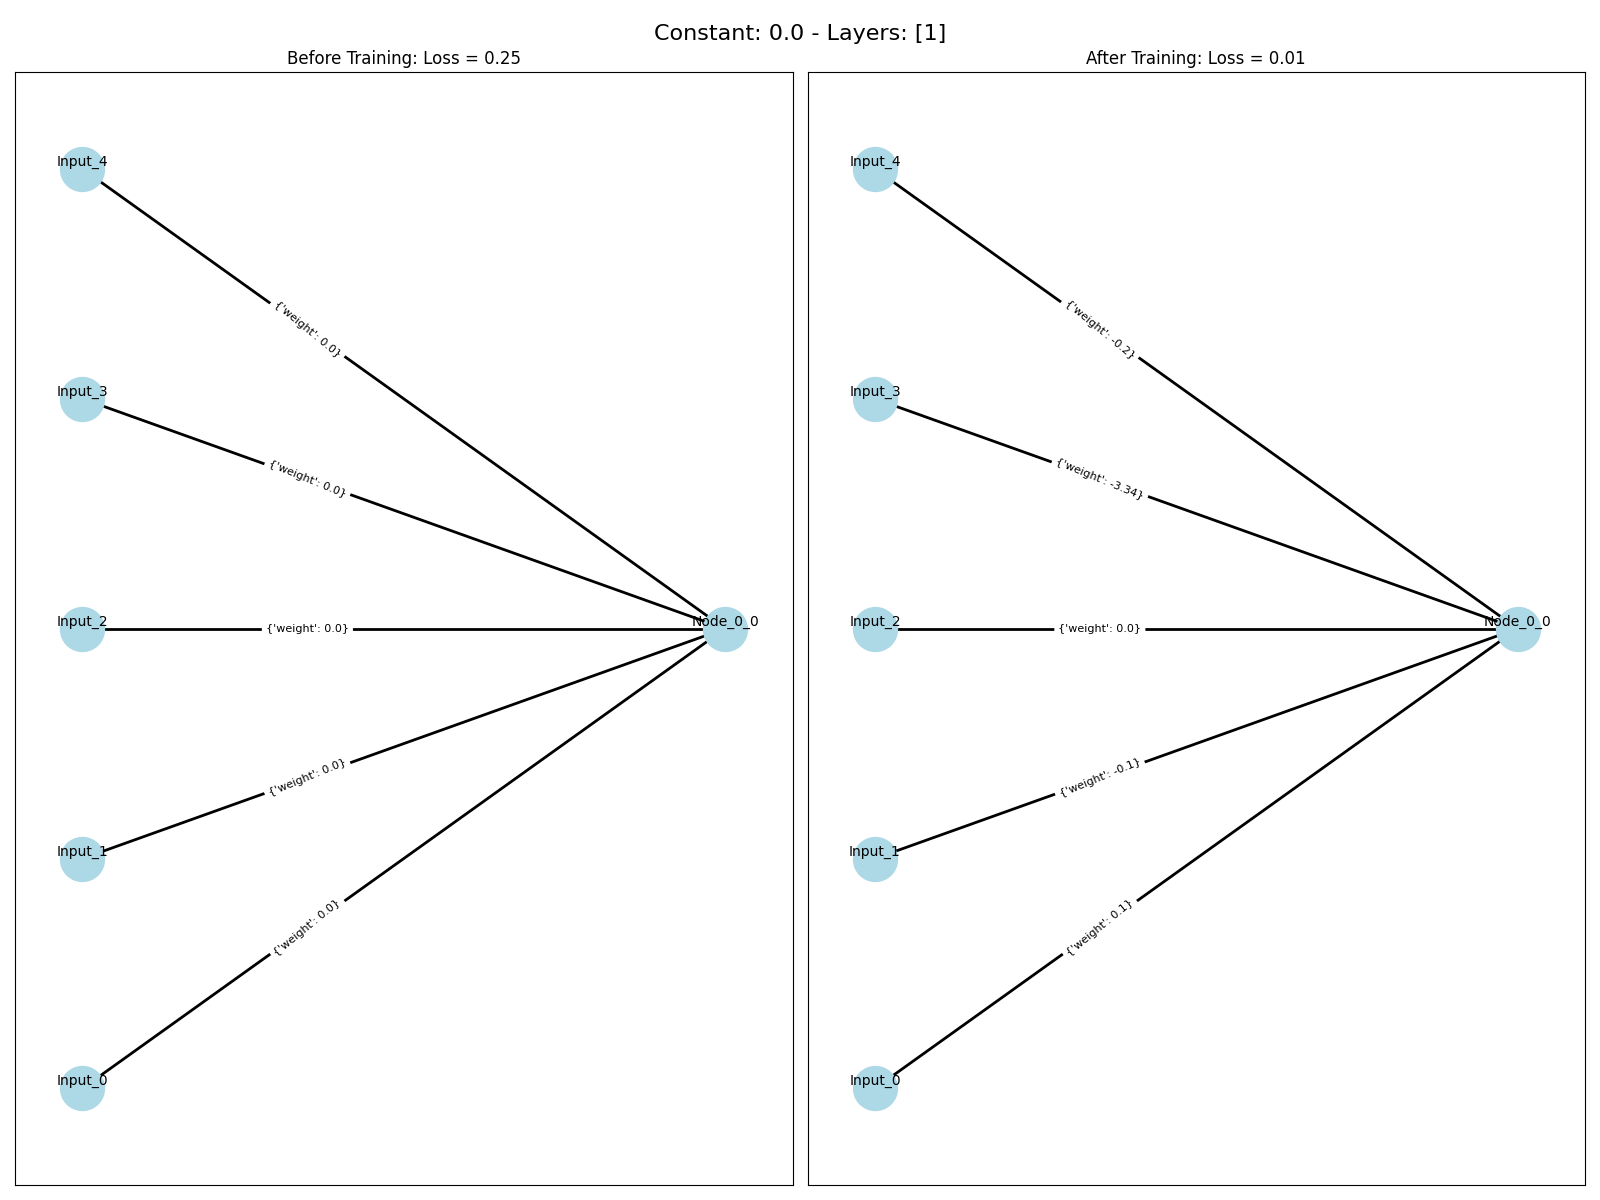 Constant: 0.0 - Layers: [1]
Before Training: Loss = 0.25
Input_4
{'weight': 0.0}
Input_3
{'weight': 0.0}
Input_2
{'weight': 0.0}
Node_0_0
Input_1
{'weight': 0.0}
Input_0
{'weight': 0.0}
After Training: Loss = 0.01
Input_4
{'weight': -0.2}
Input_3
{'weight': -3.34}
Input_2
{'weight': 0.0}
Node_0_0
Input_1
{'weight': -0.1}
Input_0
{'weight': 0.1}